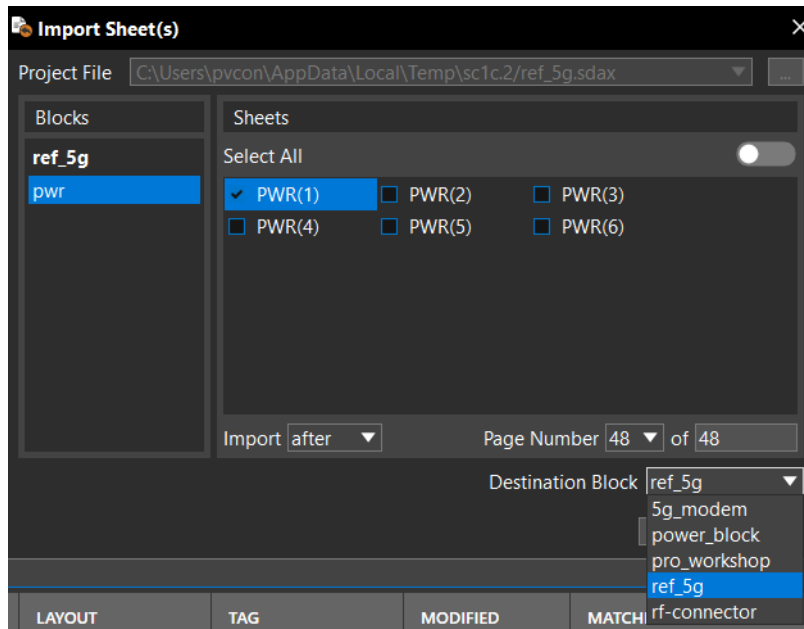 Import Sheet(s)
Project File C:\Users\pvcon\AppData\Local\Temp\sc1c.2/ref_5g.sdax ...
Blocks
ref_5g
pwr
Sheets
Select All
PWR(1) PWR(2) PWR(3)
PWR(4) PWR(5) PWR(6)
Import after Page Number 48 of 48
Destination Block ref_5g
5g_modem
power_block
pro_workshop
ref_5g
rf-connector
LAYOUT TAG MODIFIED MATCH